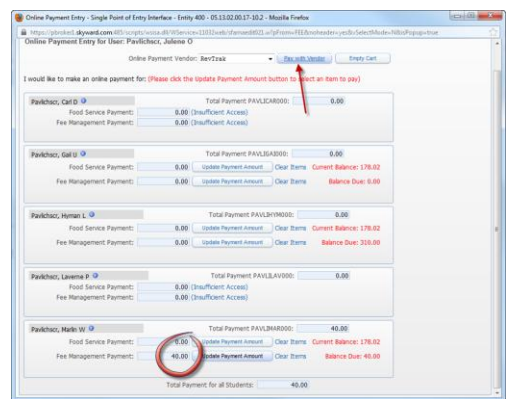 Online Payment Entry - Single Point of Entry Interface - Entity 400 - 05.13.02.00.17-10.2 - Mozilla Firefox
Online Payment Entry for User: Pavlichscr, Julene O
Online Payment Vendor: RevTrak Pay with Vendor Empty Cart
I would like to make an online payment for: (Please click the Update Payment Amount button to select an item to pay)
Pavlichscr, Carl D Total Payment PAVLICAR000: 0.00
Food Service Payment: 0.00 (Insufficient Access)
Fee Management Payment: 0.00 (Insufficient Access)
Pavlichscr, Gail U Total Payment PAVLIGAI000: 0.00
Food Service Payment: 0.00 Update Payment Amount Clear Items Current Balance: 178.02
Fee Management Payment: 0.00 Update Payment Amount Clear Items Balance Due: 0.00
Pavlichscr, Hyman L Total Payment PAVLIHYM000: 0.00
Food Service Payment: 0.00 Update Payment Amount Clear Items Current Balance: 178.02
Fee Management Payment: 0.00 Update Payment Amount Clear Items Balance Due: 310.00
Pavlichscr, Laverne P Total Payment PAVLILAV000: 0.00
Food Service Payment: 0.00 (Insufficient Access)
Fee Management Payment: 0.00 (Insufficient Access)
Pavlichscr, Marlin W Total Payment PAVLIMAR000: 40.00
Food Service Payment: 0.00 Update Payment Amount Clear Items Current Balance: 178.02
Fee Management Payment: 40.00 Update Payment Amount Clear Items Balance Due: 40.00
Total Payment for all Students: 40.00